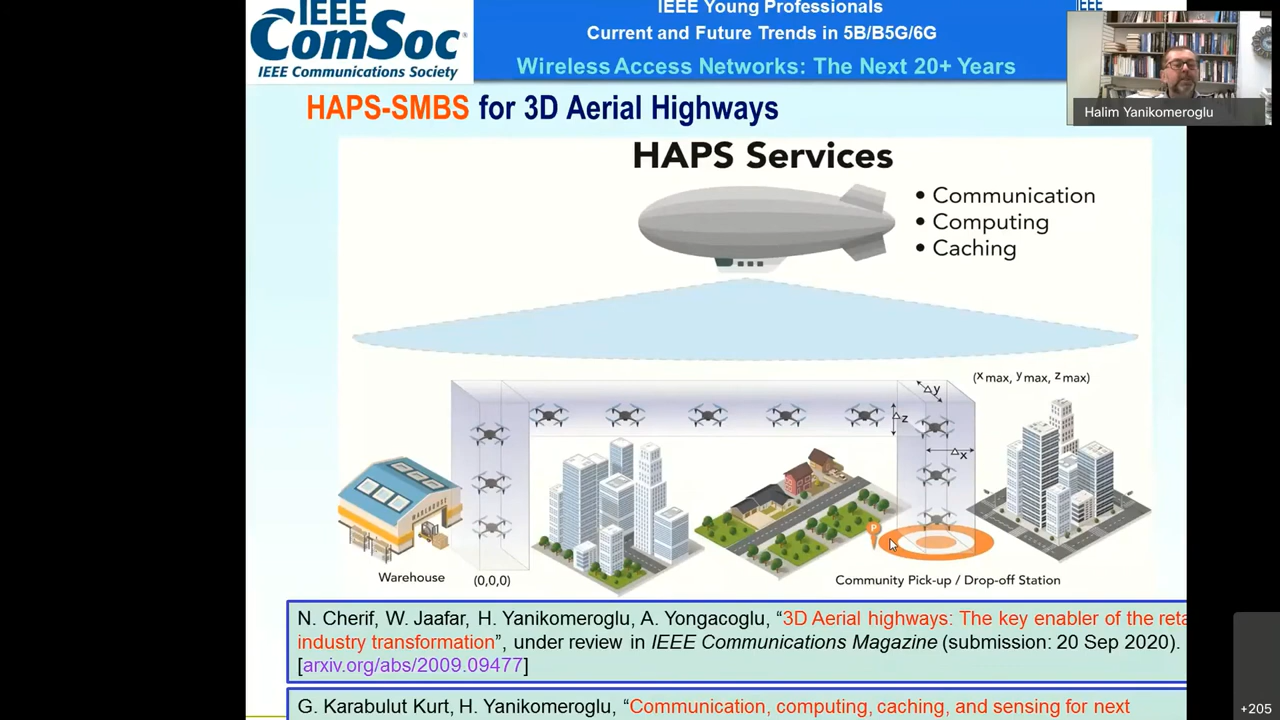 IEEE
ComSoc®
IEEE Communications Society
IEEE Young Professionals
Current and Future Trends in 5B/B5G/6G
Wireless Access Networks: The Next 20+ Years
IEEE
Halim Yanikomeroglu
HAPS-SMBS for 3D Aerial Highways
HAPS Services
• Communication
• Computing
• Caching
(x max, y max, z max)
△y
△z
△x
WAREHOUSE
P
Warehouse
(0,0,0)
Community Pick-up / Drop-off Station
N. Cherif, W. Jaafar, H. Yanikomeroglu, A. Yongacoglu, “3D Aerial highways: The key enabler of the reta
industry transformation”, under review in IEEE Communications Magazine (submission: 20 Sep 2020).
[arxiv.org/abs/2009.09477]
G. Karabulut Kurt, H. Yanikomeroglu, “Communication, computing, caching, and sensing for next
+205